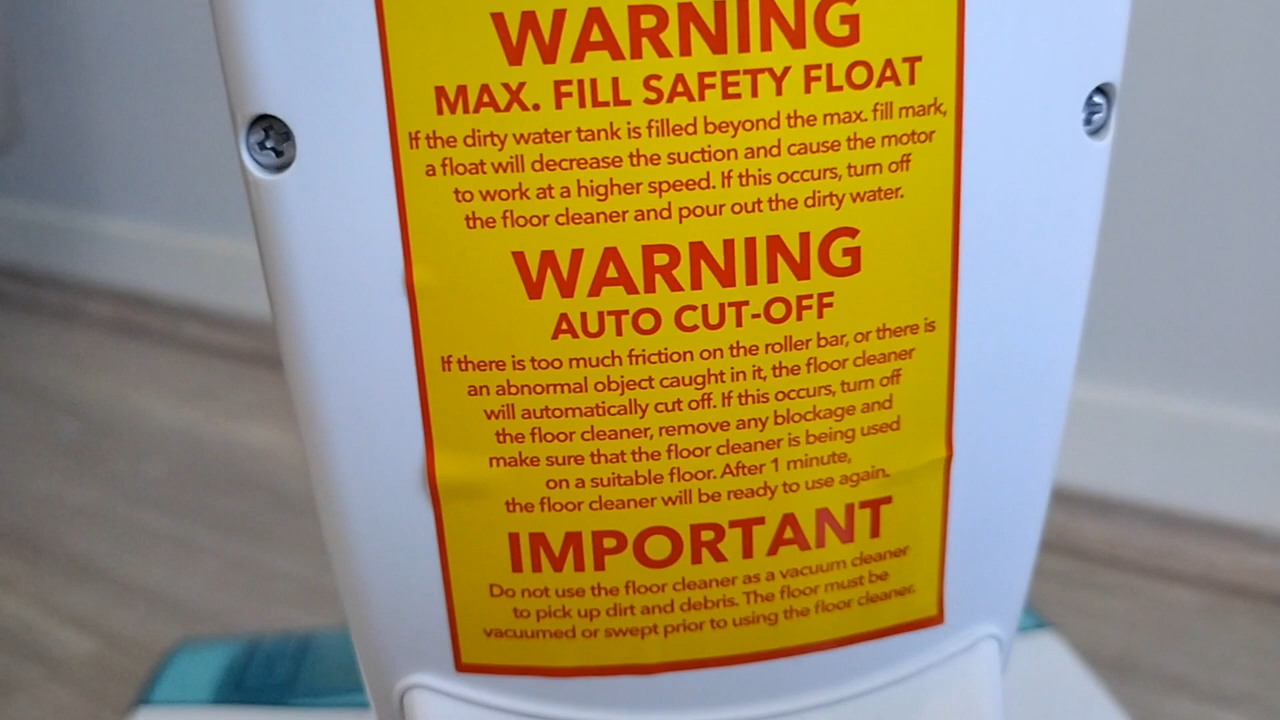 WARNING
MAX. FILL SAFETY FLOAT
If the dirty water tank is filled beyond the max. fill mark,
a float will decrease the suction and cause the motor
to work at a higher speed. If this occurs, turn off
the floor cleaner and pour out the dirty water.
WARNING
AUTO CUT-OFF
If there is too much friction on the roller bar, or there is
an abnormal object caught in it, the floor cleaner
will automatically cut off. If this occurs, turn off
the floor cleaner, remove any blockage and
make sure that the floor cleaner is being used
on a suitable floor. After 1 minute,
the floor cleaner will be ready to use again.
IMPORTANT
Do not use the floor cleaner as a vacuum cleaner
to pick up dirt and debris. The floor must be
vacuumed or swept prior to using the floor cleaner.